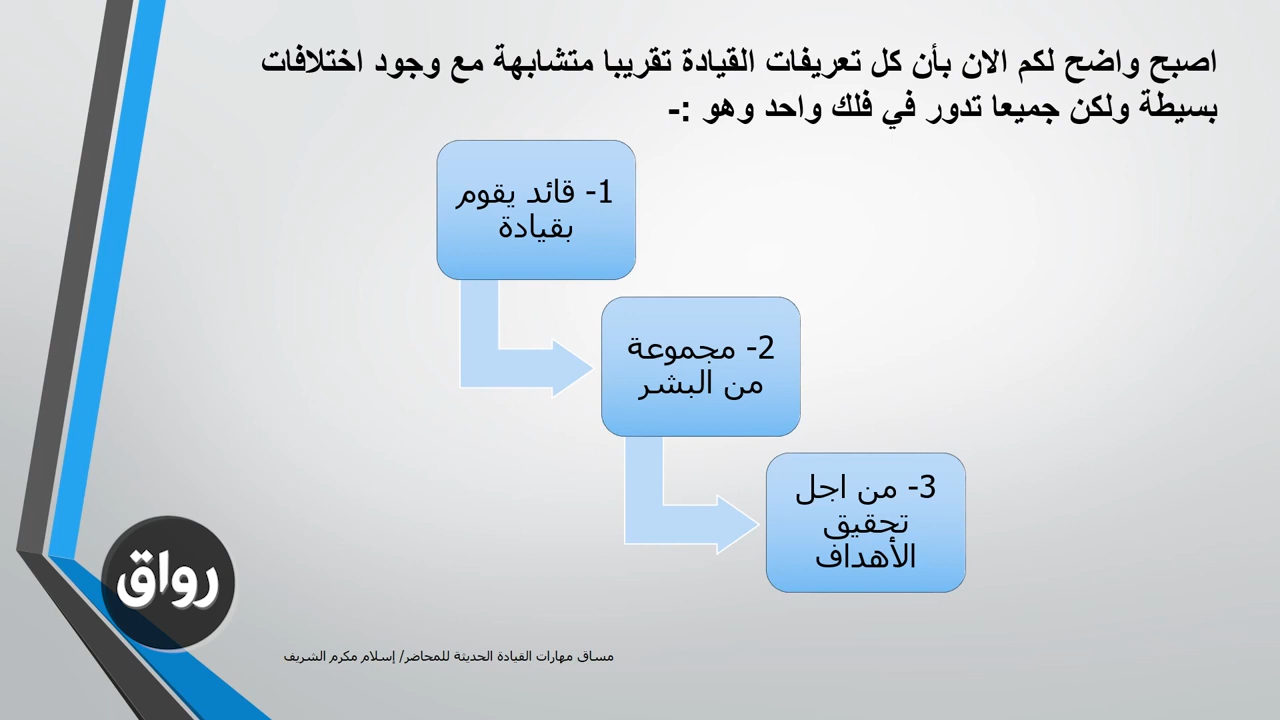 اصبح واضح لكم الان بأن كل تعريفات القيادة تقريبا متشابهة مع وجود اختلافات
بسيطة ولكن جميعا تدور في فلك واحد وهو :-
1- قائد يقوم
بقيادة
2- مجموعة
من البشر
3- من اجل
تحقيق
الأهداف
رواق
مساق مهارات القيادة الحديثة للمحاضر/ إسلام مكرم الشريف